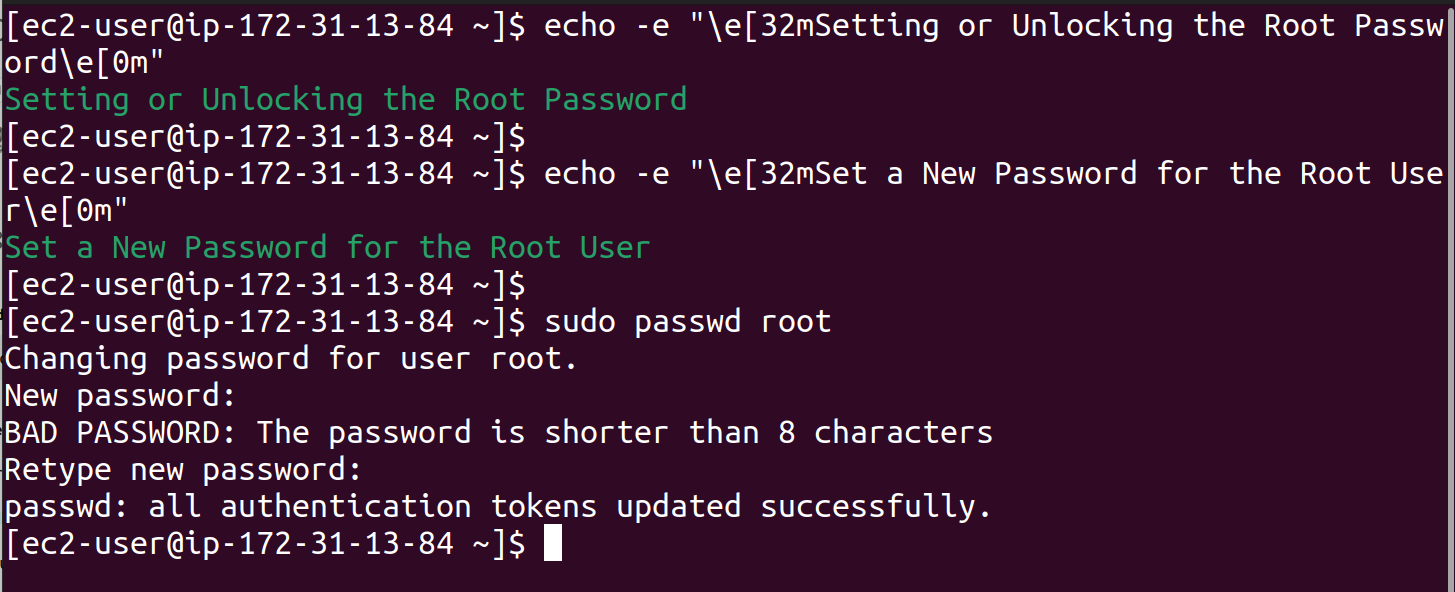 [ec2-user@ip-172-31-13-84 ~]$ echo -e "\e[32mSetting or Unlocking the Root Passw
ord\e[0m"
Setting or Unlocking the Root Password
[ec2-user@ip-172-31-13-84 ~]$
[ec2-user@ip-172-31-13-84 ~]$ echo -e "\e[32mSet a New Password for the Root Use
r\e[0m"
Set a New Password for the Root User
[ec2-user@ip-172-31-13-84 ~]$
[ec2-user@ip-172-31-13-84 ~]$ sudo passwd root
Changing password for user root.
New password:
BAD PASSWORD: The password is shorter than 8 characters
Retype new password:
passwd: all authentication tokens updated successfully.
[ec2-user@ip-172-31-13-84 ~]$